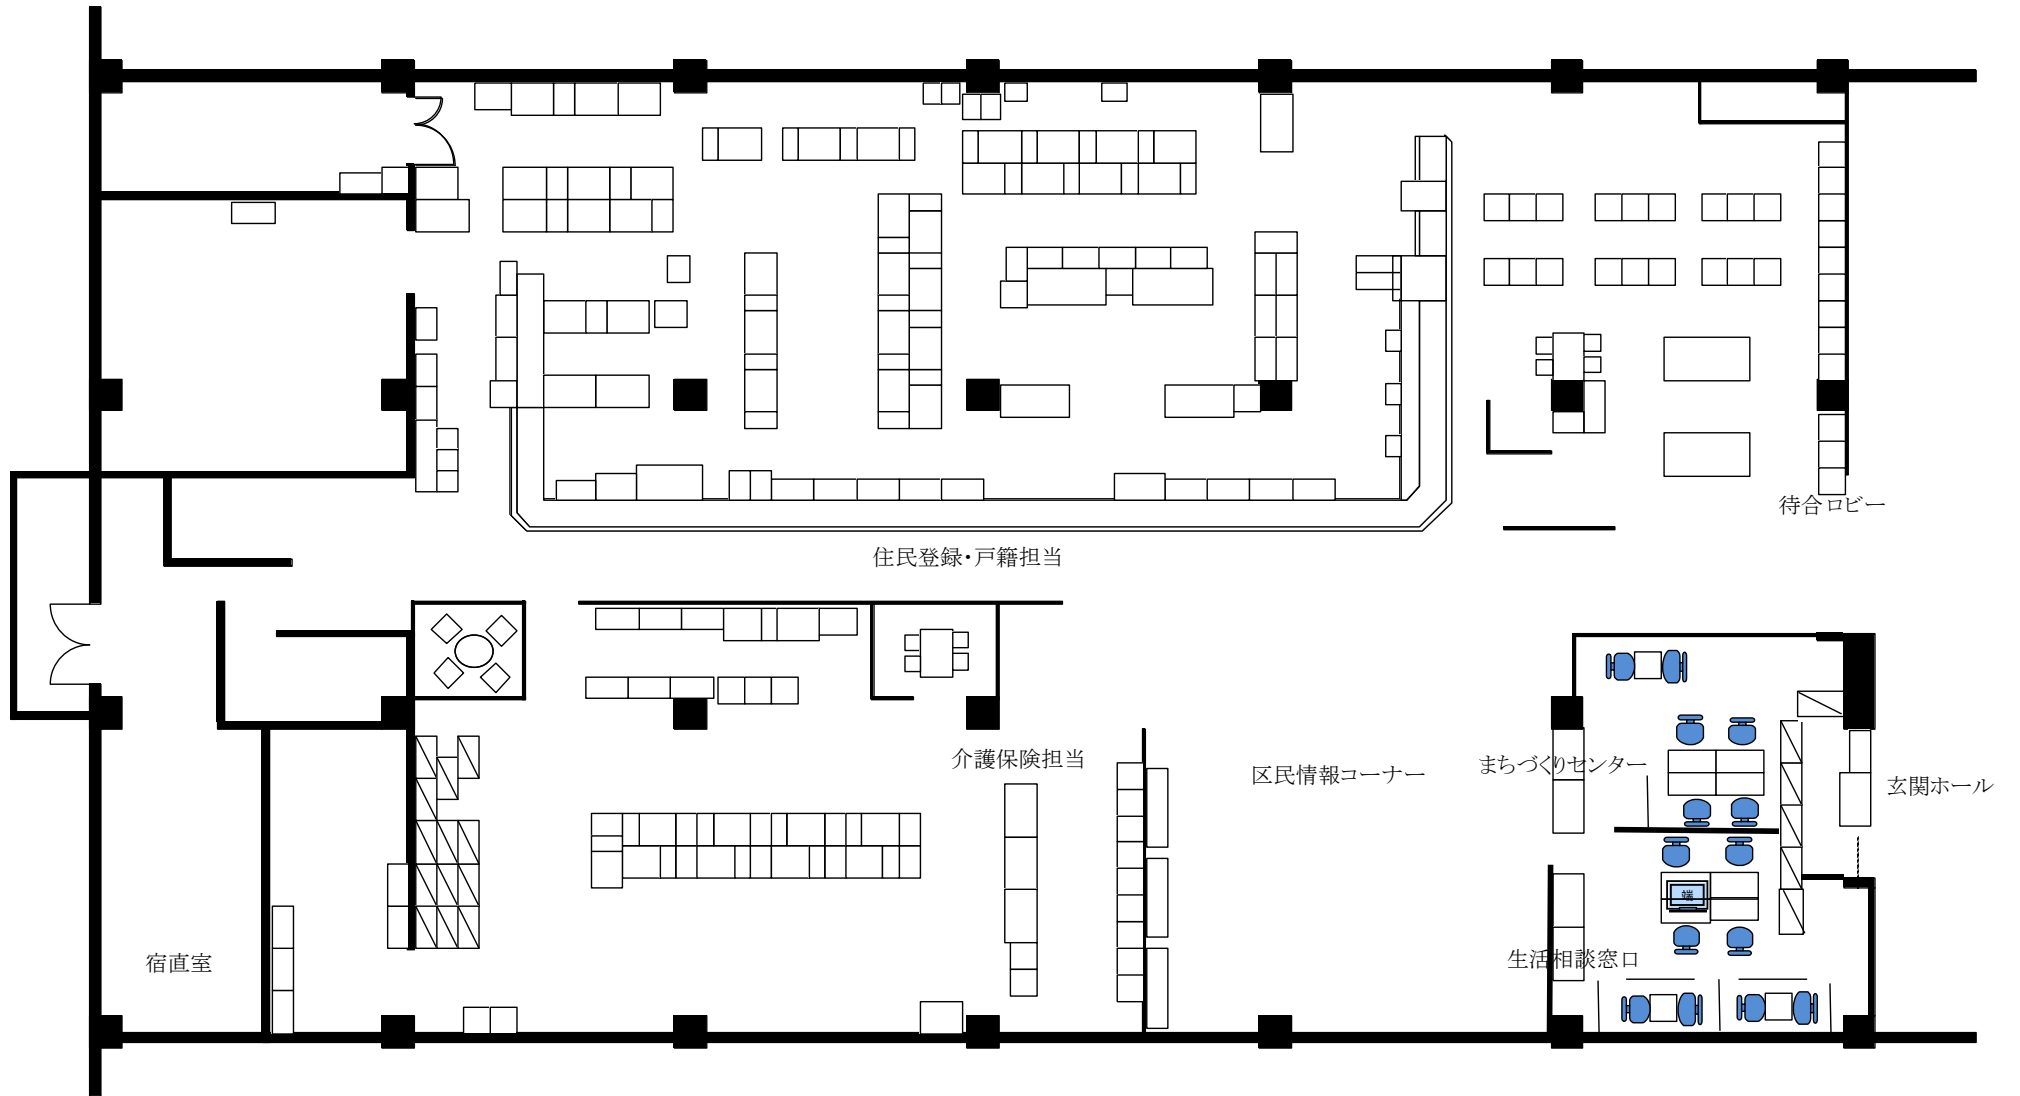 待合ロビー
住民登録・戸籍担当
介護保険担当
区民情報コーナー
まちづくりセンター
玄関ホール
端
生活相談窓口
宿直室